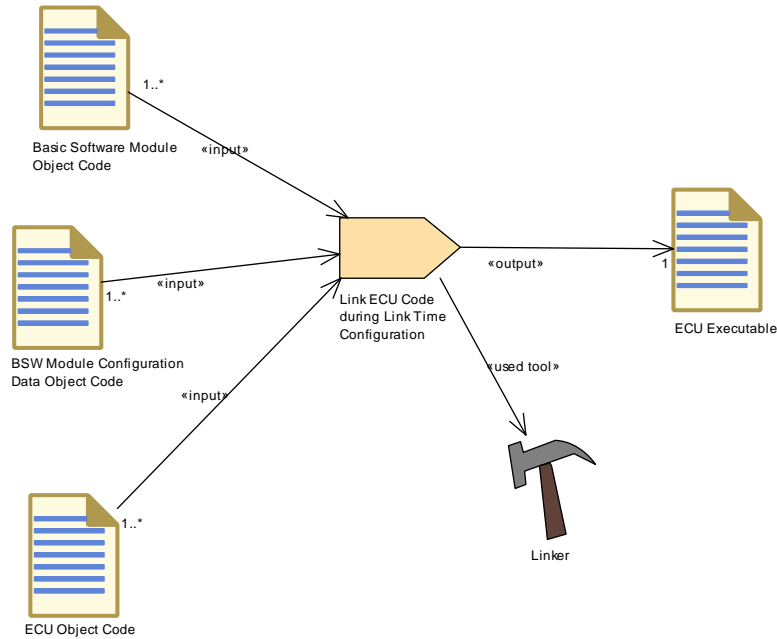 1..*
Basic Software Module
Object Code
«input»
1..*
«input»
BSW Module Configuration
Data Object Code
«input»
1..*
ECU Object Code
Link ECU Code
during Link Time
Configuration
«output»
1
ECU Executable
«used tool»
Linker